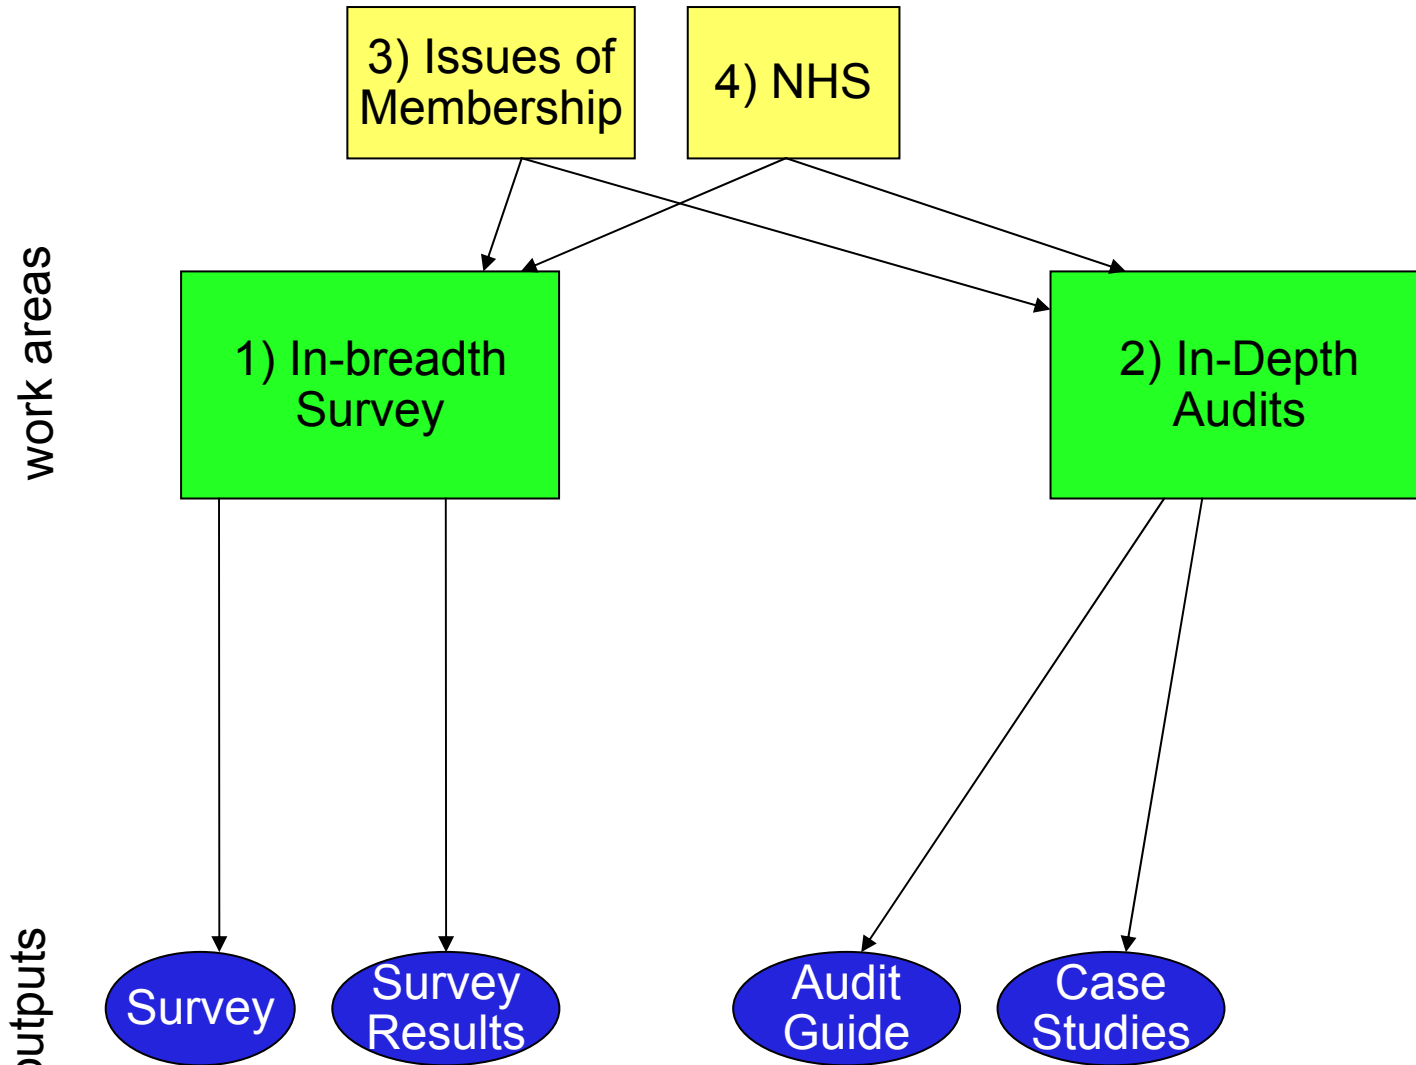 3) Issues of
Membership
4) NHS
work areas
1) In-breadth
Survey
2) In-Depth
Audits
outputs
Survey
Survey
Results
Audit
Guide
Case
Studies